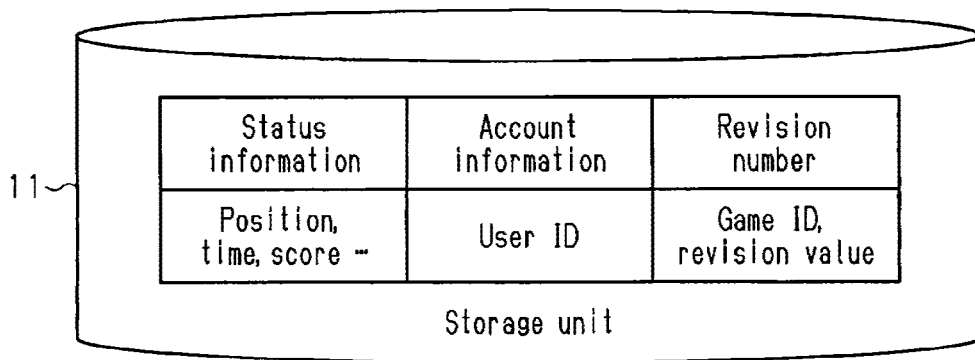 Status information
Account information
Revision number
11
Position, time, score ···
User ID
Game ID, revision value
Storage unit